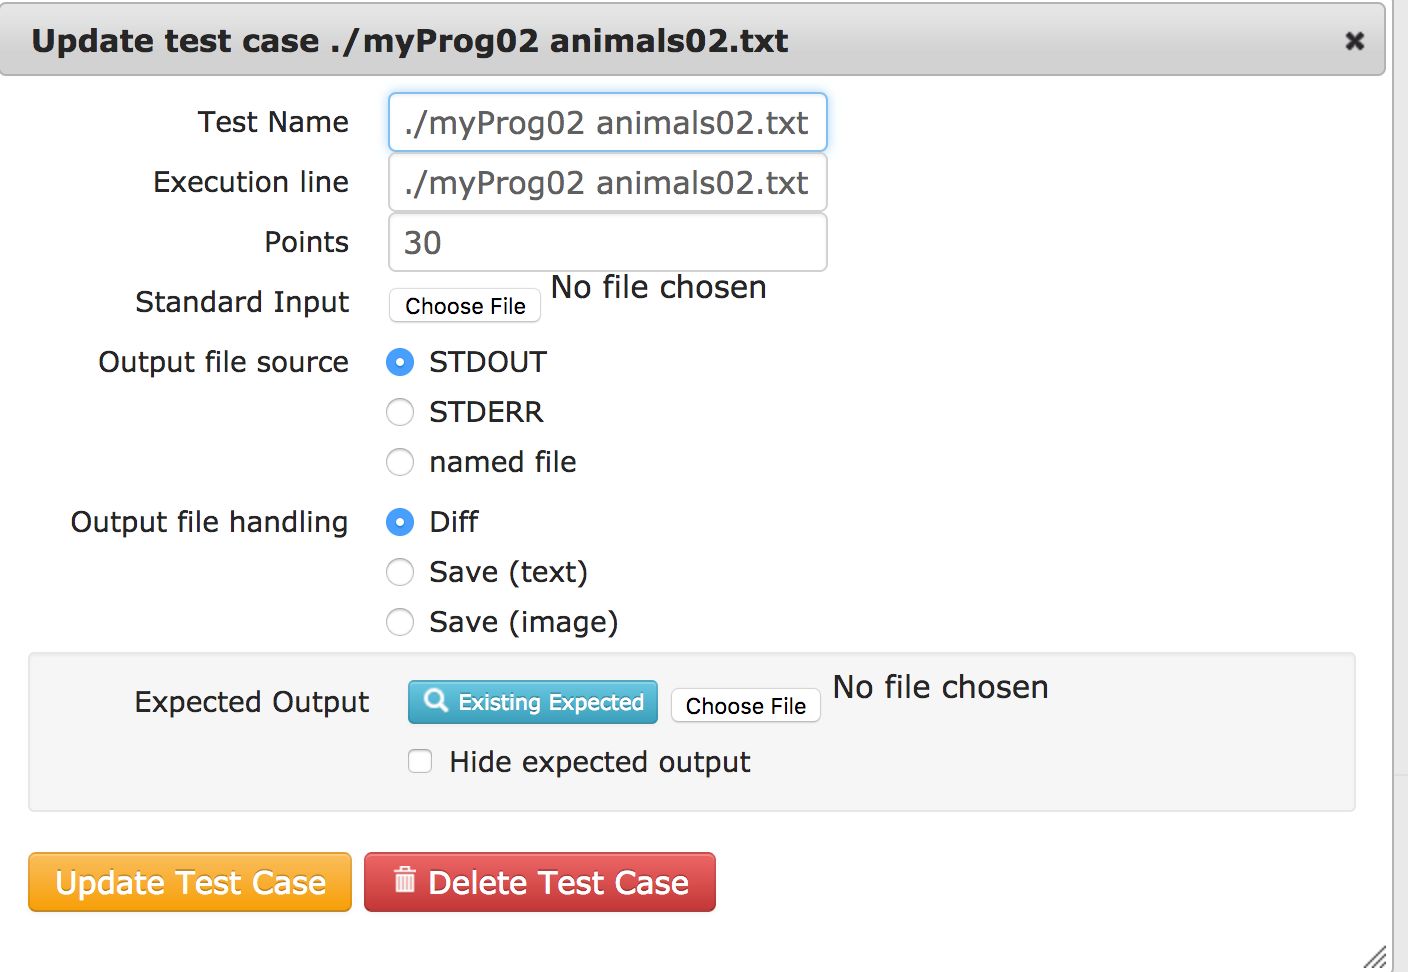 Update test case ./myProg02 animals02.txt
Test Name ./myProg02 animals02.txt
Execution line ./myProg02 animals02.txt
Points 30
Standard Input Choose File No file chosen
Output file source STDOUT
STDERR
named file
Output file handling Diff
Save (text)
Save (image)
Expected Output Existing Expected Choose File No file chosen
Hide expected output
Update Test Case Delete Test Case